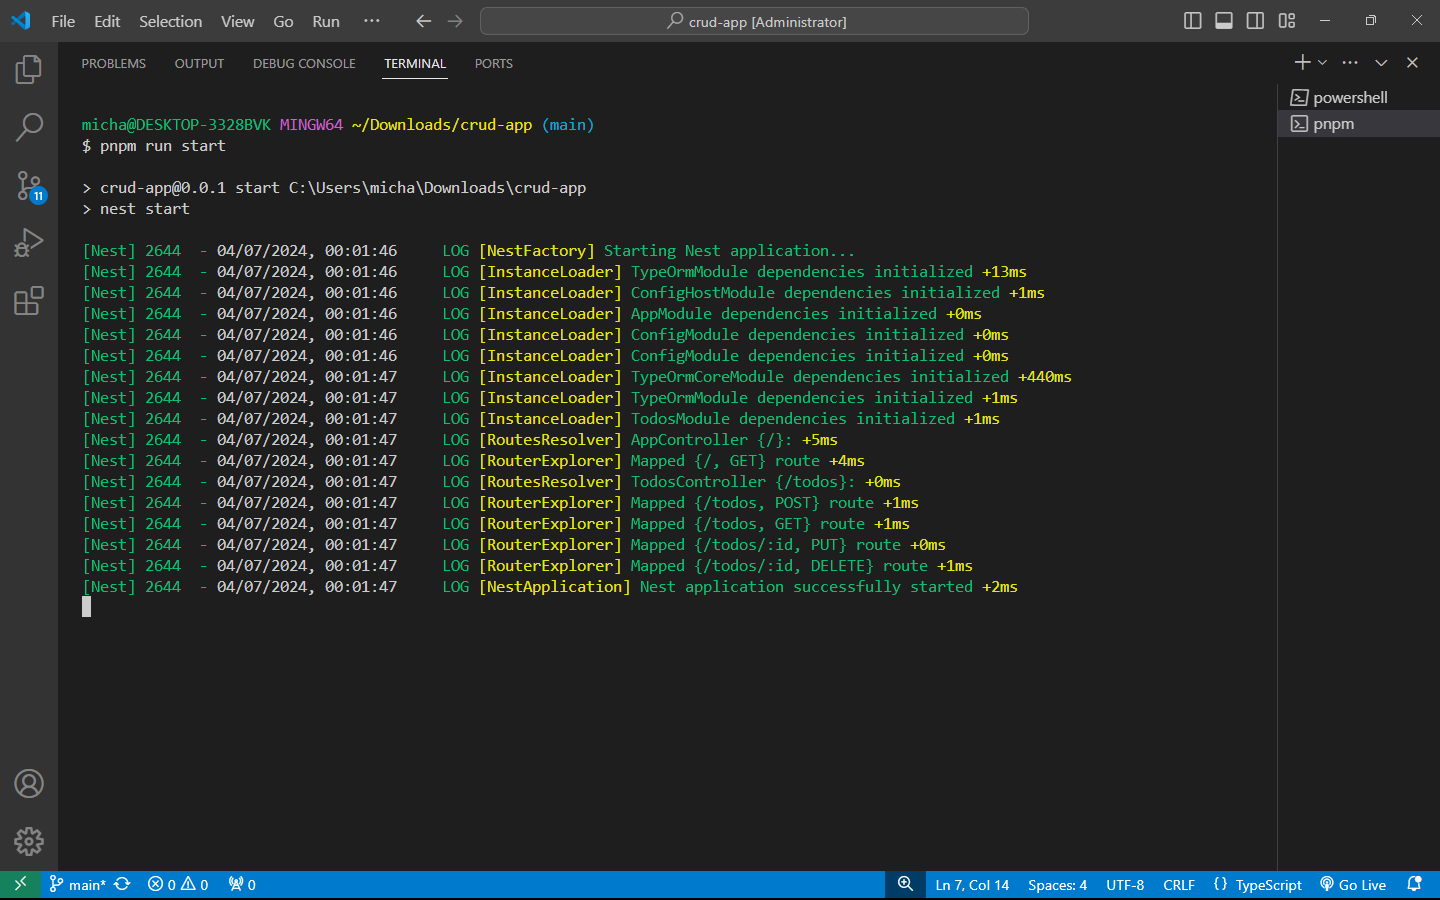 File Edit Selection View Go Run ··· crud-app [Administrator]
PROBLEMS OUTPUT DEBUG CONSOLE TERMINAL PORTS
powershell
pnpm
11
micha@DESKTOP-3328BVK MINGW64 ~/Downloads/crud-app (main)
$ pnpm run start
> crud-app@0.0.1 start C:\Users\micha\Downloads\crud-app
> nest start
[Nest] 2644  - 04/07/2024, 00:01:46     LOG [NestFactory] Starting Nest application...
[Nest] 2644  - 04/07/2024, 00:01:46     LOG [InstanceLoader] TypeOrmModule dependencies initialized +13ms
[Nest] 2644  - 04/07/2024, 00:01:46     LOG [InstanceLoader] ConfigHostModule dependencies initialized +1ms
[Nest] 2644  - 04/07/2024, 00:01:46     LOG [InstanceLoader] AppModule dependencies initialized +0ms
[Nest] 2644  - 04/07/2024, 00:01:46     LOG [InstanceLoader] ConfigModule dependencies initialized +0ms
[Nest] 2644  - 04/07/2024, 00:01:46     LOG [InstanceLoader] ConfigModule dependencies initialized +0ms
[Nest] 2644  - 04/07/2024, 00:01:47     LOG [InstanceLoader] TypeOrmCoreModule dependencies initialized +440ms
[Nest] 2644  - 04/07/2024, 00:01:47     LOG [InstanceLoader] TypeOrmModule dependencies initialized +1ms
[Nest] 2644  - 04/07/2024, 00:01:47     LOG [InstanceLoader] TodosModule dependencies initialized +1ms
[Nest] 2644  - 04/07/2024, 00:01:47     LOG [RoutesResolver] AppController {/}: +5ms
[Nest] 2644  - 04/07/2024, 00:01:47     LOG [RouterExplorer] Mapped {/, GET} route +4ms
[Nest] 2644  - 04/07/2024, 00:01:47     LOG [RoutesResolver] TodosController {/todos}: +0ms
[Nest] 2644  - 04/07/2024, 00:01:47     LOG [RouterExplorer] Mapped {/todos, POST} route +1ms
[Nest] 2644  - 04/07/2024, 00:01:47     LOG [RouterExplorer] Mapped {/todos, GET} route +1ms
[Nest] 2644  - 04/07/2024, 00:01:47     LOG [RouterExplorer] Mapped {/todos/:id, PUT} route +0ms
[Nest] 2644  - 04/07/2024, 00:01:47     LOG [RouterExplorer] Mapped {/todos/:id, DELETE} route +1ms
[Nest] 2644  - 04/07/2024, 00:01:47     LOG [NestApplication] Nest application successfully started +2ms
main* 0 0 0 Ln 7, Col 14 Spaces: 4 UTF-8 CRLF {} TypeScript Go Live